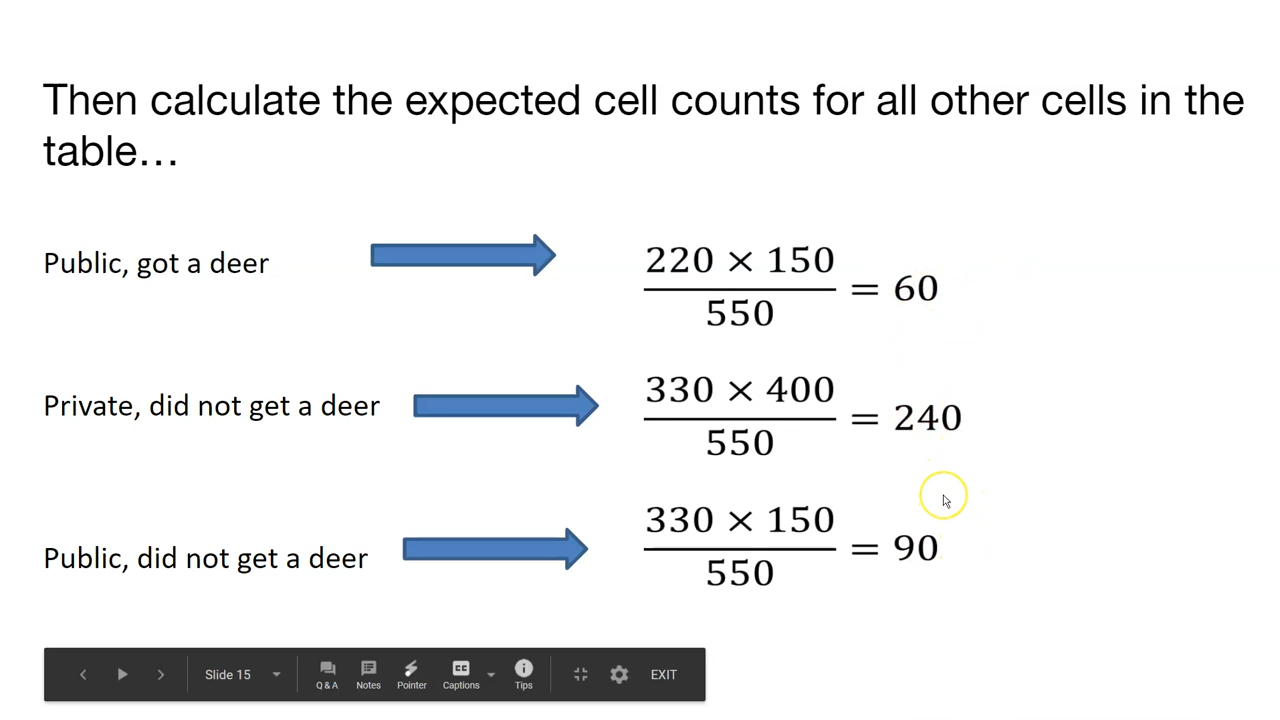 Then calculate the expected cell counts for all other cells in the
table…
Public, got a deer
220 × 150
550
= 60
Private, did not get a deer
330 × 400
550
= 240
Public, did not get a deer
330 × 150
550
= 90
Slide 15
Q & A
Notes
Pointer
CC
Captions
Tips
EXIT